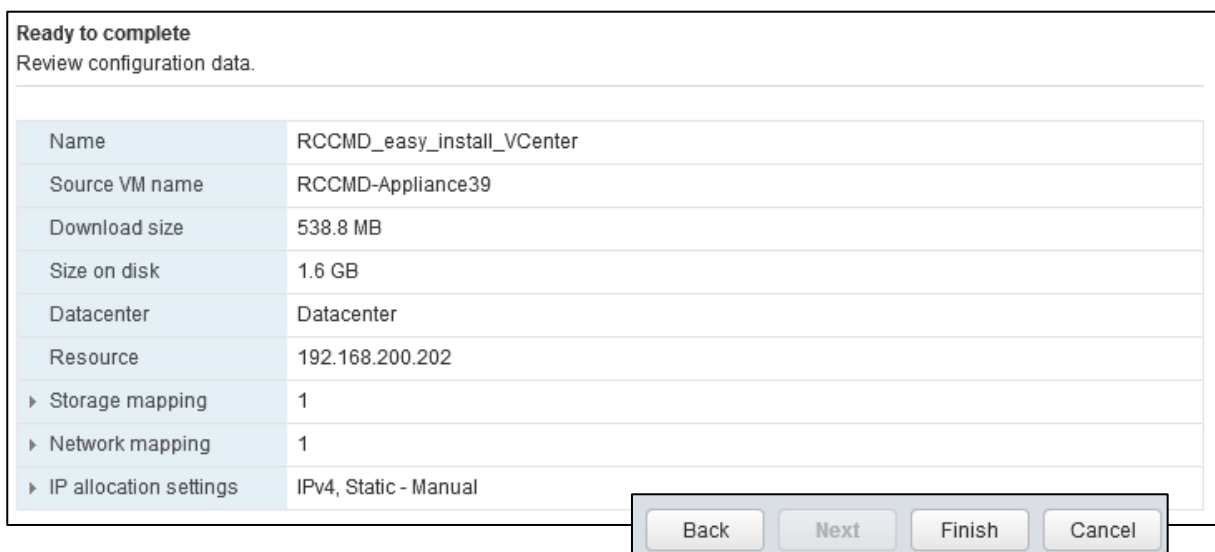 Ready to complete
Review configuration data.
Name RCCMD_easy_install_VCenter
Source VM name RCCMD-Appliance39
Download size 538.8 MB
Size on disk 1.6 GB
Datacenter Datacenter
Resource 192.168.200.202
Storage mapping 1
Network mapping 1
IP allocation settings IPv4, Static - Manual
Back Next Finish Cancel